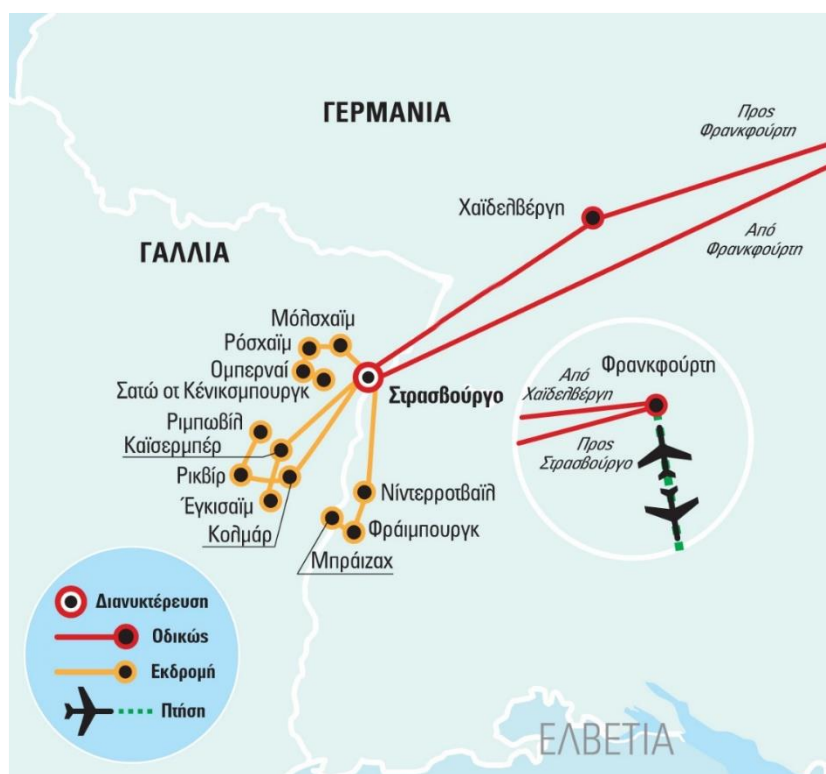 ΓΕΡΜΑΝΙΑ
Προς
Φρανκφούρτη
Χαϊδελβέργη
Από
Φρανκφούρτη
ΓΑΛΛΙΑ
Μόλσχαϊμ
Ρόσχαϊμ
Ομπερναί
Σατώ οτ Κένικσμπουργκ
Στρασβούργο
Φρανκφούρτη
Από
Χαϊδελβέργη
Προς
Στρασβούργο
Ριμπωβίλ
Καϊσερμπέρ
Ρικβίρ
Έγκισαϊμ
Κολμάρ
Νίντερροτβαϊλ
Φράιμπουργκ
Μπράιζαχ
Διανυκτέρευση
Οδικώς
Εκδρομή
Πτήση
ΕΛΒΕΤΙΑ